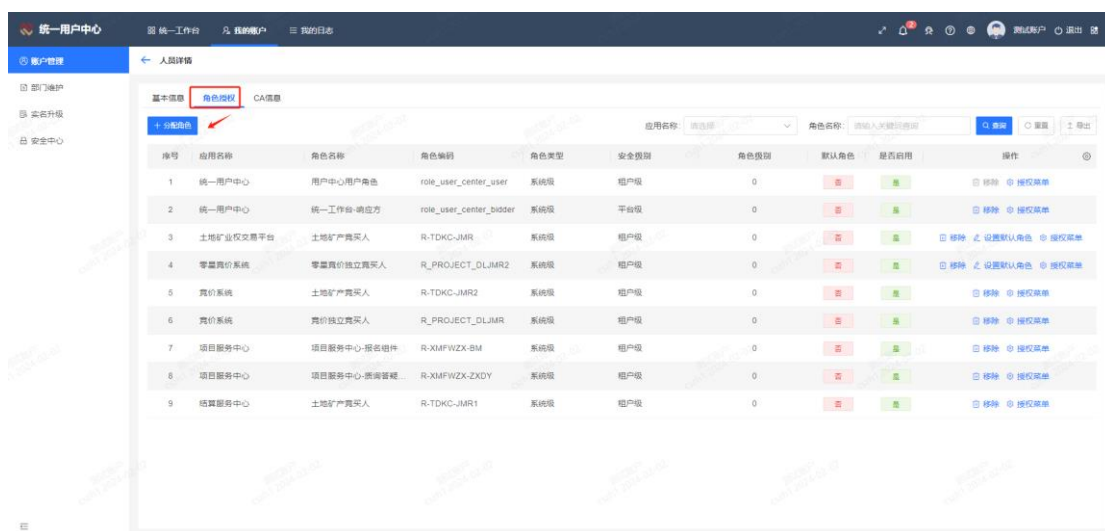 统一用户中心 统一工作台 我的账户 我的日志 2 测试账户 退出
账户管理 人员详情
部门维护
实名升级
安全中心
基本信息 角色授权 CA信息
+ 分配角色 应用名称: 请选择 角色名称: 请输入关键词查询 查询 重置 导出
序号 应用名称 角色名称 角色编码 角色类型 安全级别 角色级别 默认角色 是否启用 操作
1 统一用户中心 用户中心用户角色 role_user_center_user 系统级 租户级 0 否 是 移除 授权菜单
2 统一用户中心 统一工作台-响应方 role_user_center_bidder 系统级 平台级 0 否 是 移除 授权菜单
3 土地矿业权交易平台 土地矿产竞买人 R-TDKC-JMR 系统级 租户级 0 否 是 移除 设置默认角色 授权菜单
4 零星竞价系统 零星竞价独立竞买人 R_PROJECT_DLJMR2 系统级 租户级 0 否 是 移除 设置默认角色 授权菜单
5 竞价系统 土地矿产竞买人 R-TDKC-JMR2 系统级 租户级 0 否 是 移除 授权菜单
6 竞价系统 竞价独立竞买人 R_PROJECT_DLJMR 系统级 租户级 0 否 是 移除 授权菜单
7 项目服务中心 项目服务中心-报名组件 R-XMFWZX-BM 系统级 租户级 0 否 是 移除 授权菜单
8 项目服务中心 项目服务中心-质询答疑... R-XMFWZX-ZXDY 系统级 租户级 0 否 是 移除 授权菜单
9 结算服务中心 土地矿产竞买人 R-TDKC-JMR1 系统级 租户级 0 否 是 移除 授权菜单